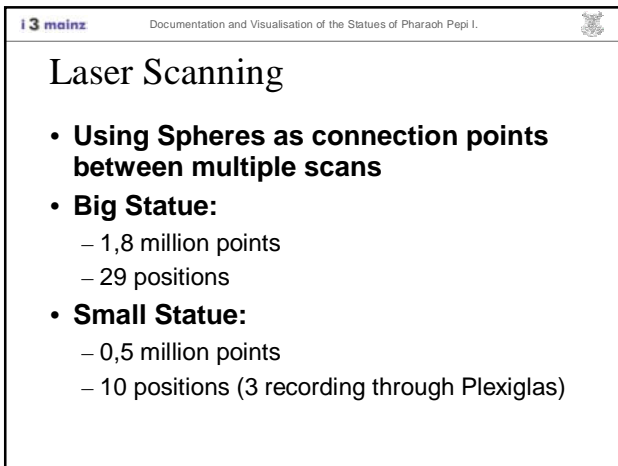 i3mainz Documentation and Visualisation of the Statues of Pharaoh Pepi I.
Laser Scanning
• Using Spheres as connection points
between multiple scans
• Big Statue:
– 1,8 million points
– 29 positions
• Small Statue:
– 0,5 million points
– 10 positions (3 recording through Plexiglas)